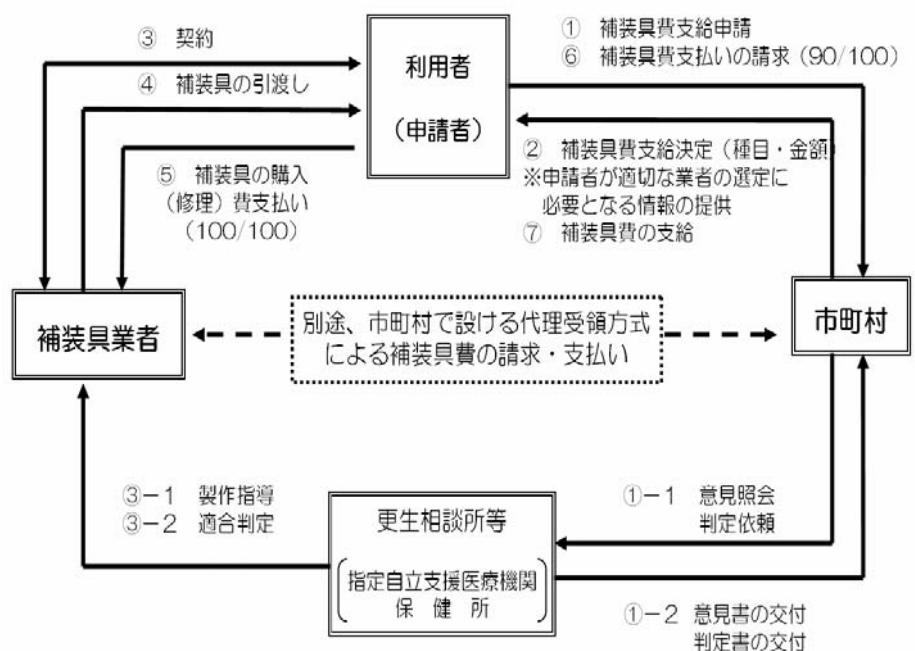 ③ 契約
④ 補装具の引渡し
利用者
(申請者)
① 補装具費支給申請
⑥ 補装具費支払いの請求(90/100)
② 補装具費支給決定(種目・金額)
※申請者が適切な業者の選定に
必要となる情報の提供
⑦ 補装具費の支給
⑤ 補装具の購入
(修理)費支払い
(100/100)
補装具業者
別途、市町村で設ける代理受領方式
による補装具費の請求・支払い
市町村
③-1 製作指導
③-2 適合判定
更生相談所等
指定自立支援医療機関
保健所
①-1 意見照会
判定依頼
①-2 意見書の交付
判定書の交付